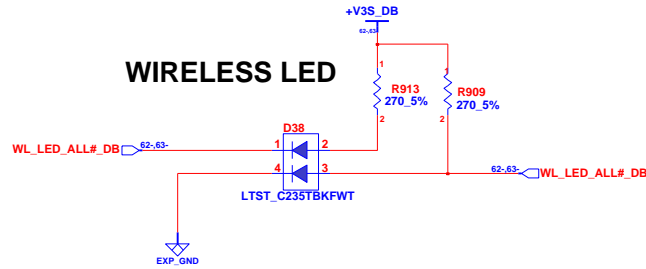 +V3S_DB
62-,63-
WIRELESS LED
1
1
R913
270_5%
R909
270_5%
2
2
D38
WL_LED_ALL#_DB
62-,63-
1
2
4
3
62-,63-
WL_LED_ALL#_DB
LTST_C235TBKFWT
EXP_GND